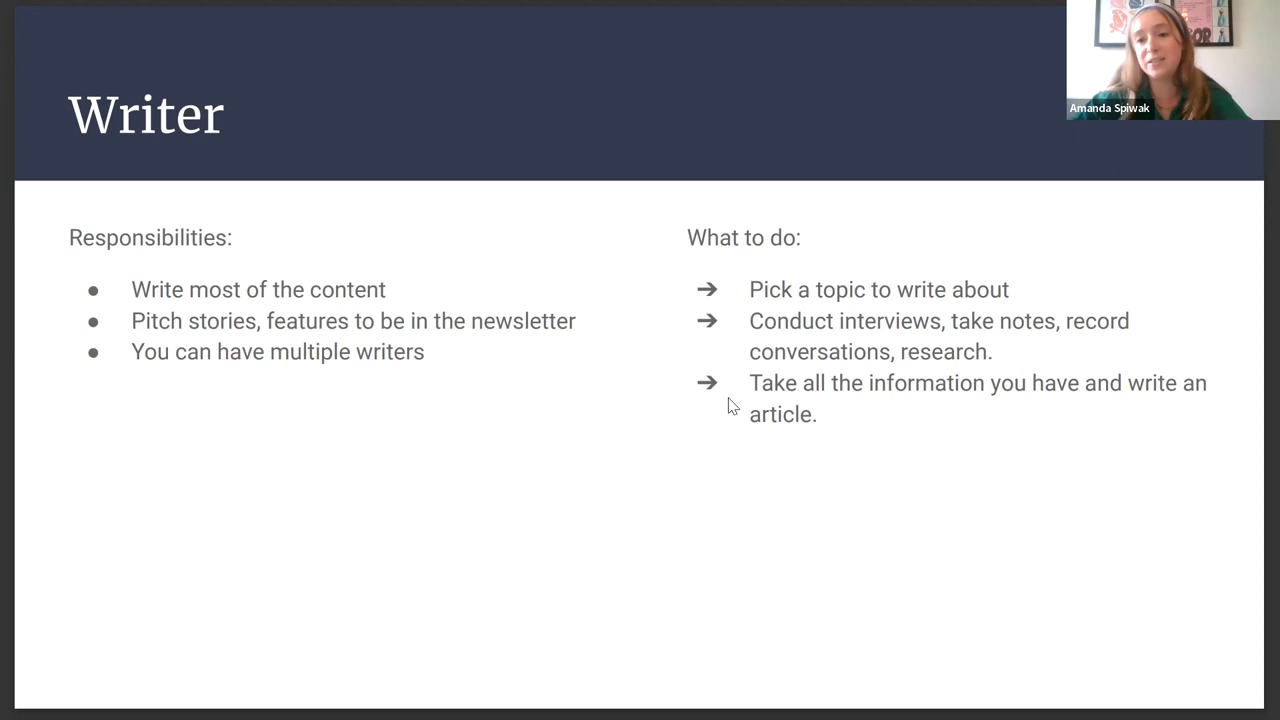 Writer
Amanda Spiwak
Responsibilities:
● Write most of the content
● Pitch stories, features to be in the newsletter
● You can have multiple writers
What to do:
➔ Pick a topic to write about
➔ Conduct interviews, take notes, record
conversations, research.
➔ Take all the information you have and write an
article.